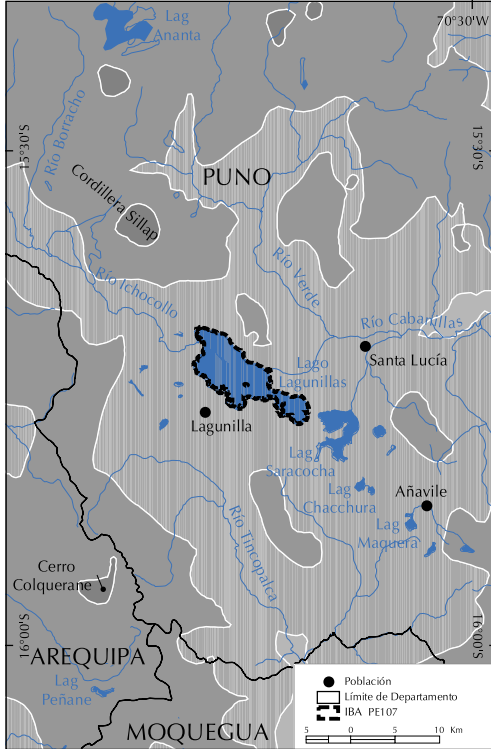 70°30'W
Lag
Ananta
15°30'S
15°30'S
Río Borracho
PUNO
Cordillera Sillap
Río Ichocollo
Río Verde
Río Cabanillas
Santa Lucía
Lago
Lagunillas
Lagunilla
Lag
Saracocha
Lag
Chacchura
Añavile
Lag
Maquera
Río Tincopalca
Cerro
Colquerane
16°00'S
16°00'S
AREQUIPA
Lag
Peñane
MOQUEGUA
Población
Límite de Departamento
IBA PE107
5 0 5 10 Km